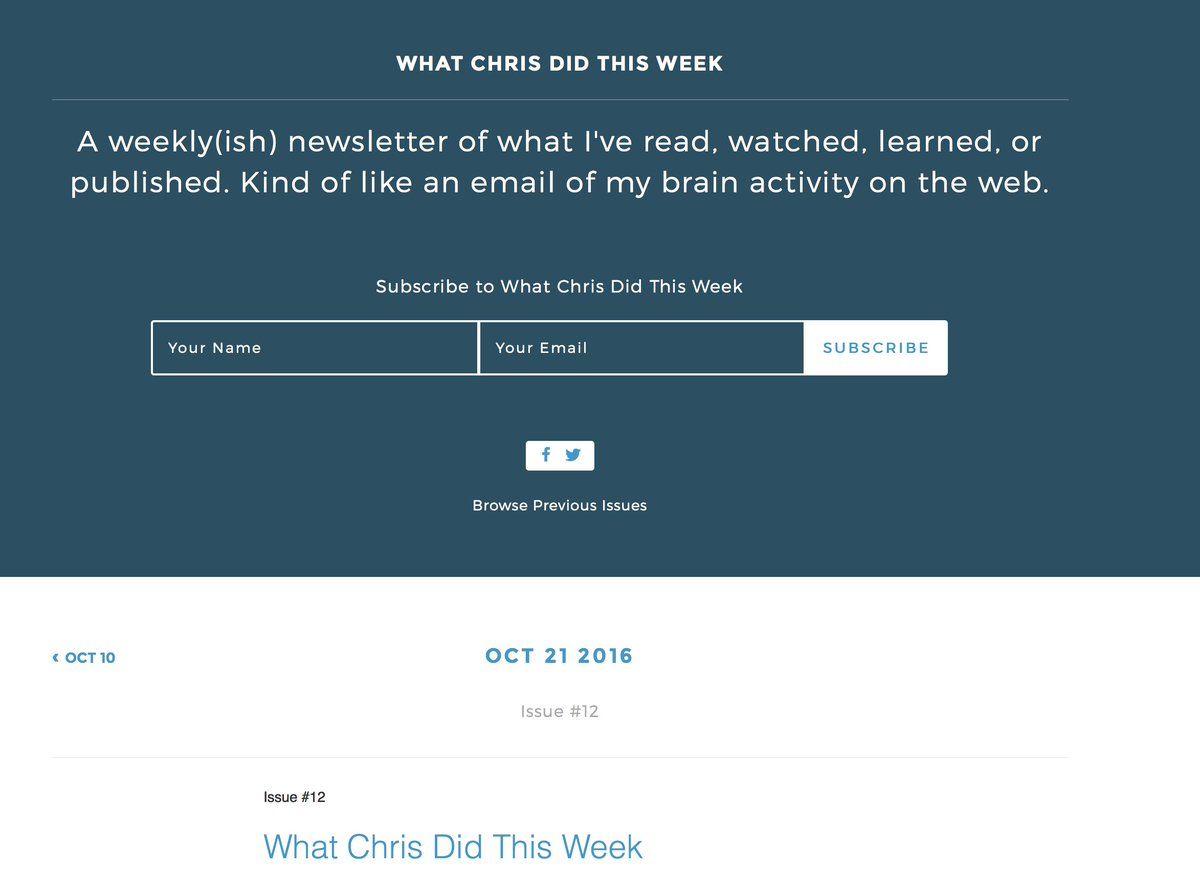 WHAT CHRIS DID THIS WEEK
A weekly(ish) newsletter of what I've read, watched, learned, or
published. Kind of like an email of my brain activity on the web.
Subscribe to What Chris Did This Week
Your Name
Your Email
SUBSCRIBE
Browse Previous Issues
‹ OCT 10
OCT 21 2016
Issue #12
Issue #12
What Chris Did This Week